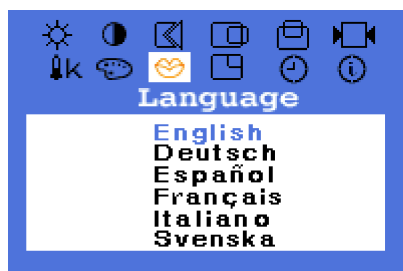 K
Language
English
Deutsch
Español
Français
Italiano
Svenska